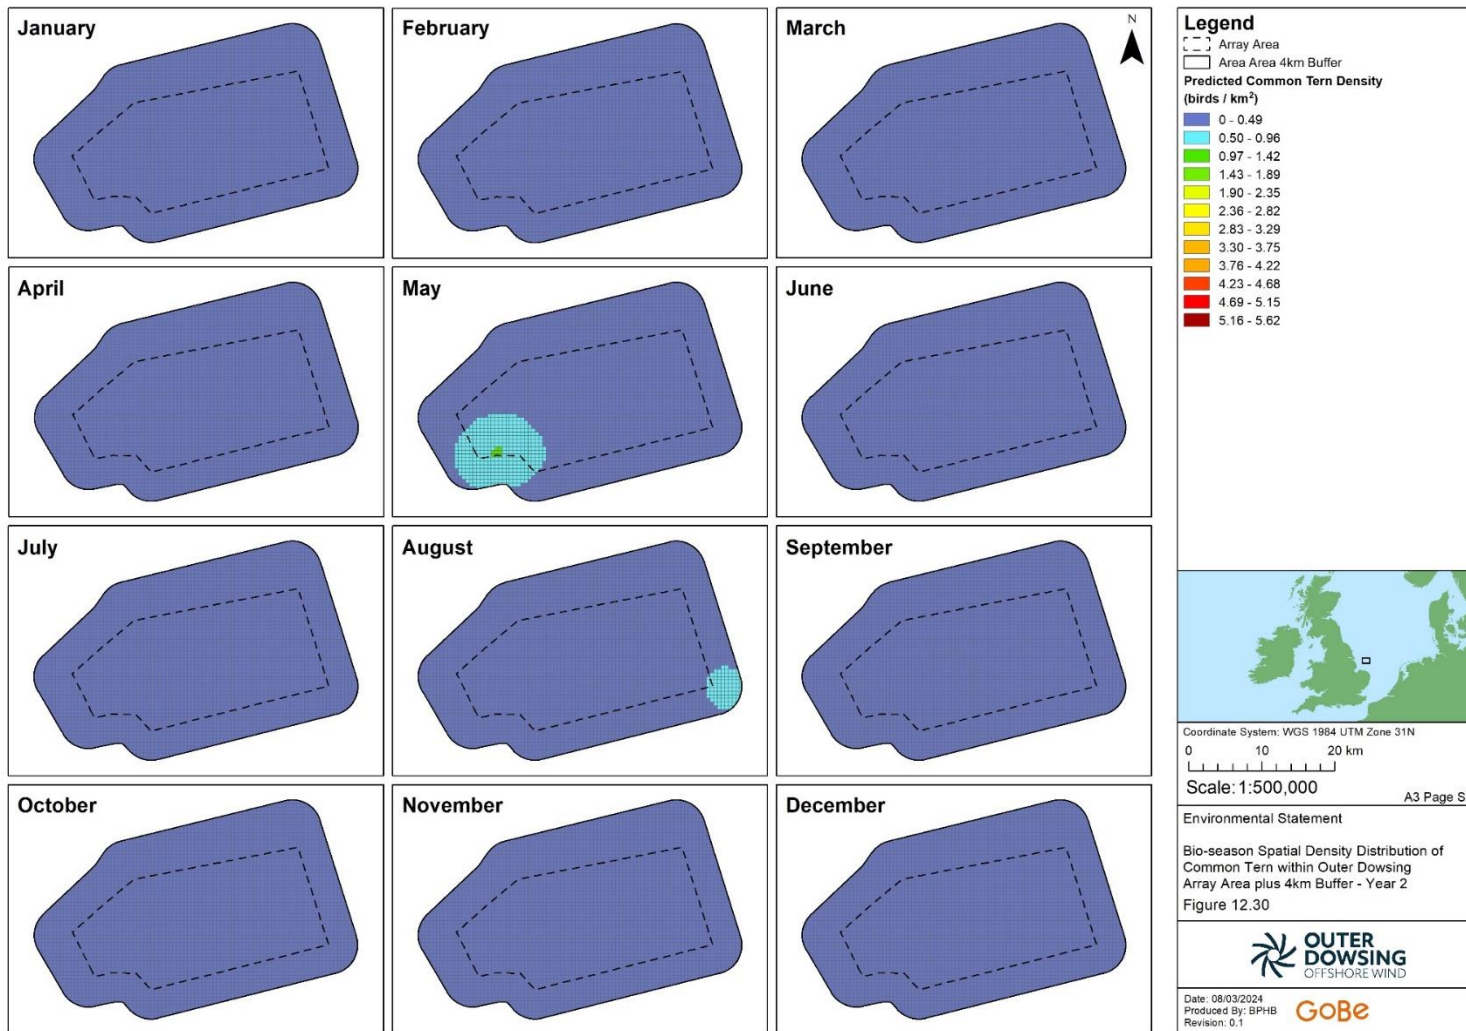 January
February
March
N
April
May
June
July
August
September
October
November
December
Legend
Array Area
Area Area 4km Buffer
Predicted Common Tern Density
(birds / km²)
0 - 0.49
0.50 - 0.96
0.97 - 1.42
1.43 - 1.89
1.90 - 2.35
2.36 - 2.82
2.83 - 3.29
3.30 - 3.75
3.76 - 4.22
4.23 - 4.68
4.69 - 5.15
5.16 - 5.62
Coordinate System: WGS 1984 UTM Zone 31N
0 10 20 km
Scale: 1:500,000
A3 Page S
Environmental Statement
Bio-season Spatial Density Distribution of
Common Tern within Outer Dowsing
Array Area plus 4km Buffer - Year 2
Figure 12.30
OUTER
DOWSING
OFFSHORE WIND
Date: 08/03/2024
Produced By: BPHB
Revision: 0.1
GoBe